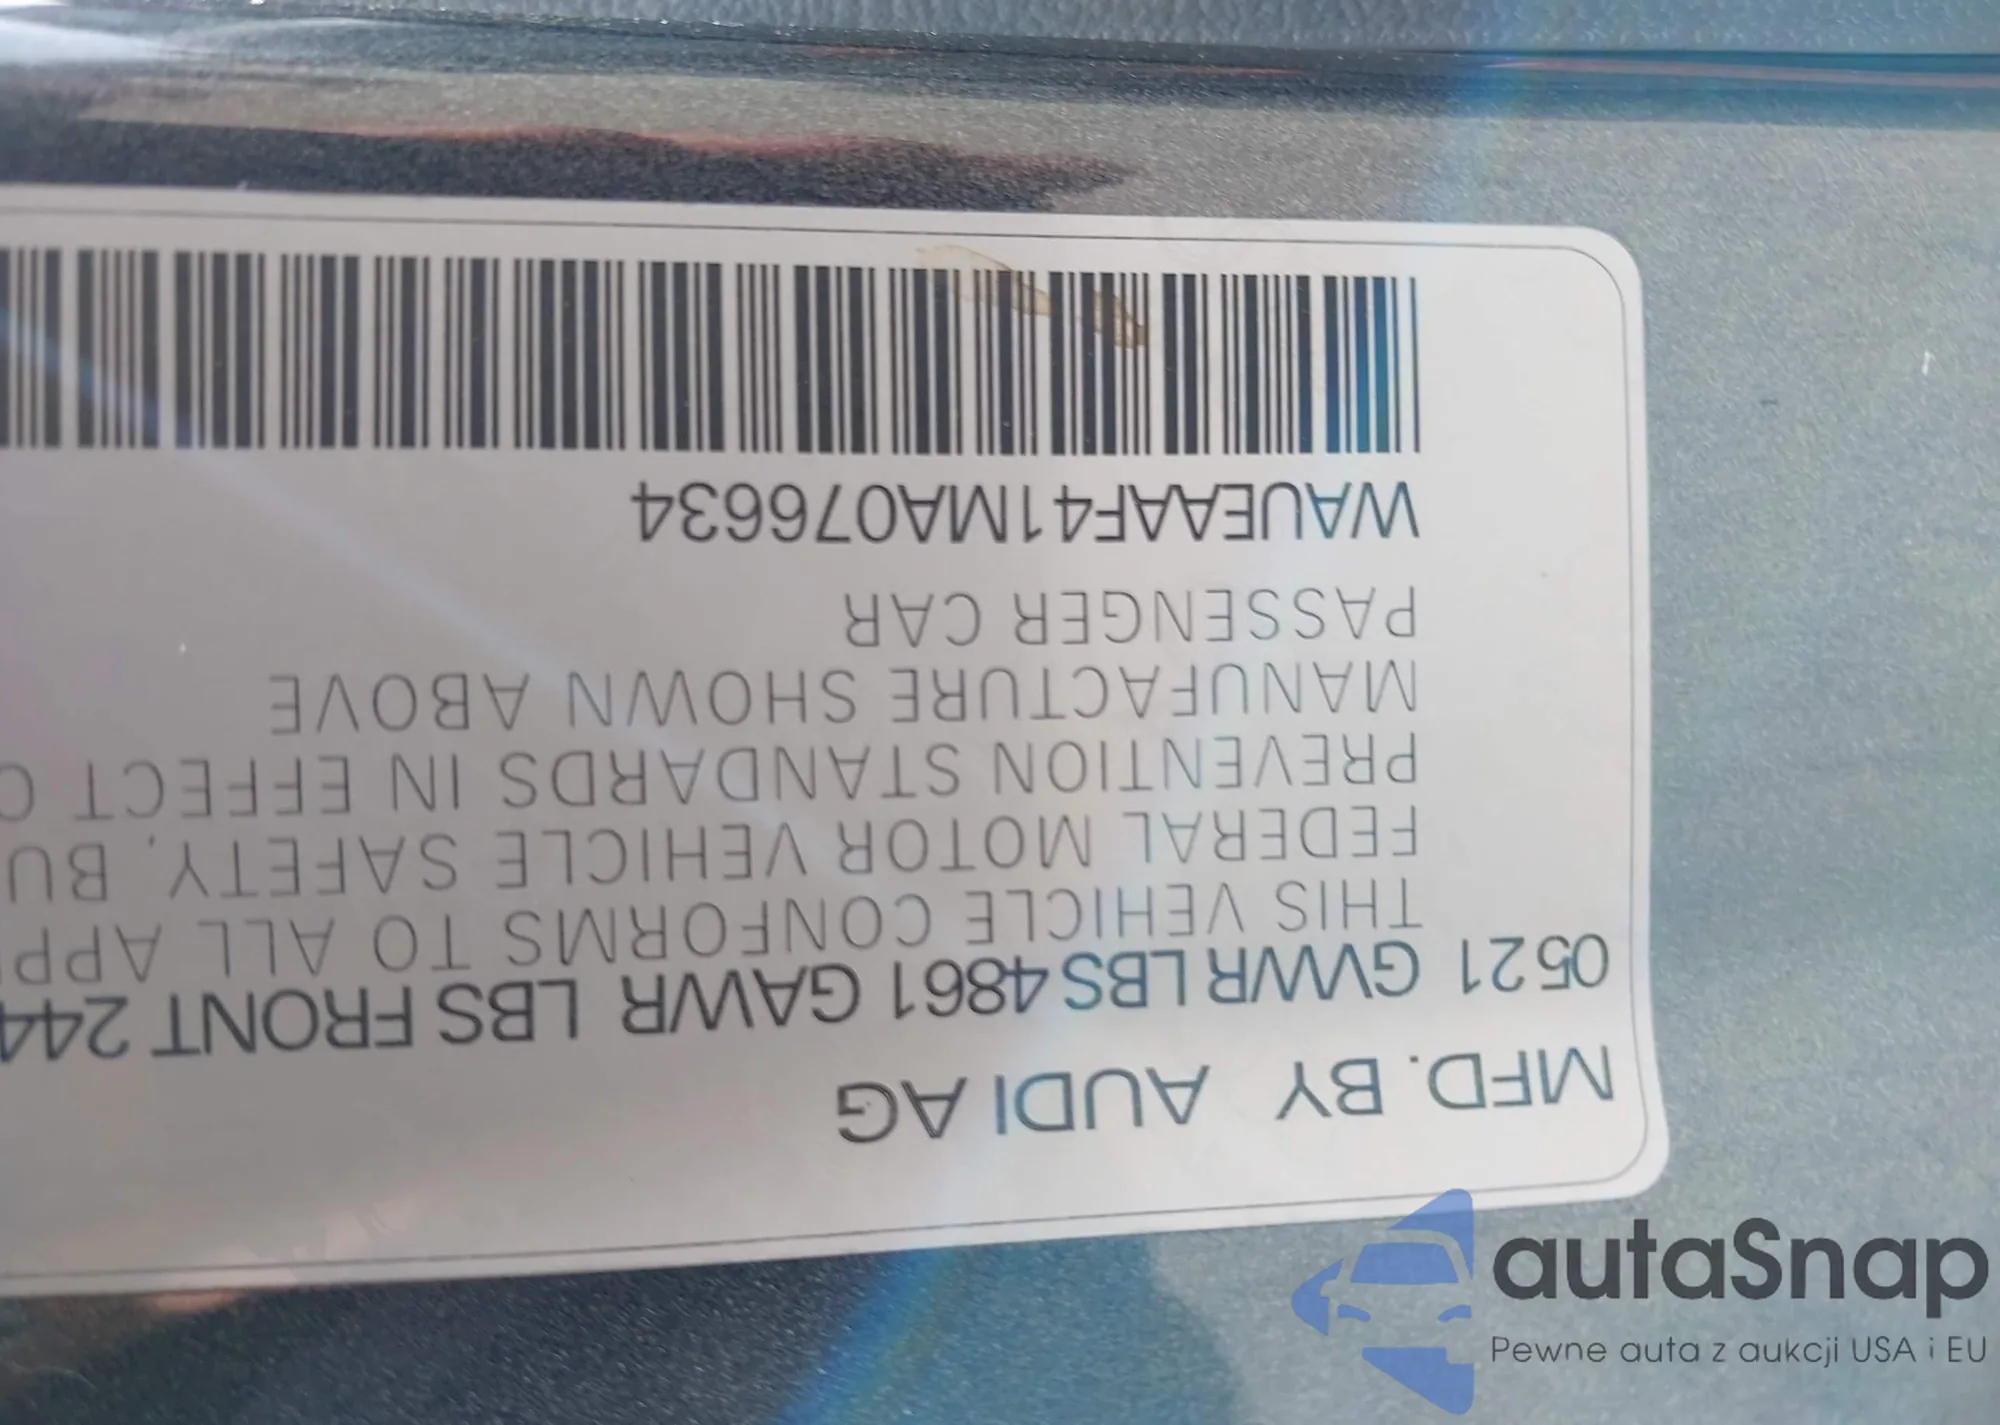 MFD. BY AUDI AG
0521 GVWR LBS 4861 GAWR LBS FRONT 244
THIS VEHICLE CONFORMS TO ALL APP
FEDERAL MOTOR VEHICLE SAFETY, BU
PREVENTION STANDARDS IN EFFECT O
MANUFACTURE SHOWN ABOVE
PASSENGER CAR
WAUEAAF41MA076634
autaSnap
Pewne auta z aukcji USA i EU